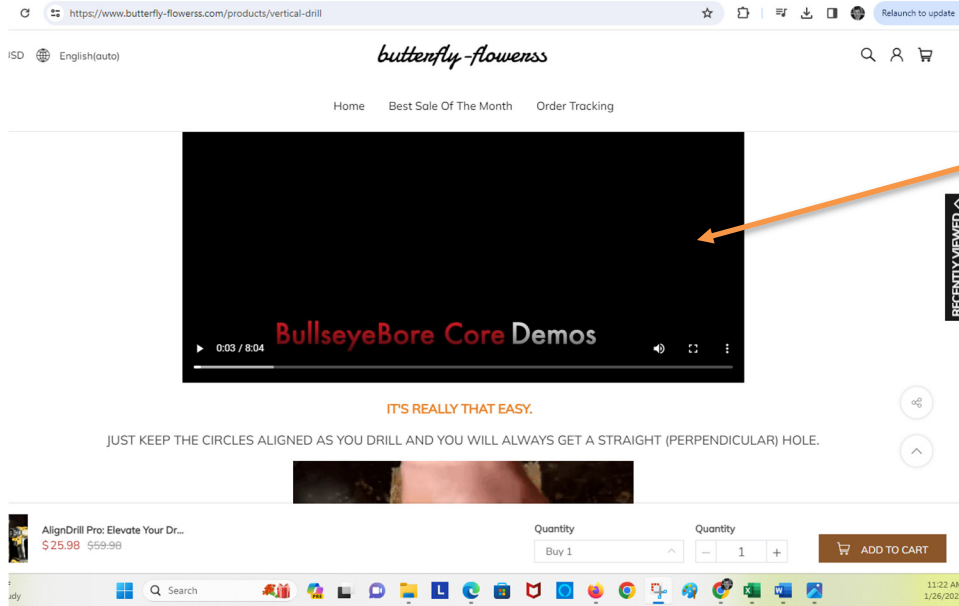 https://www.butterfly-flowerss.com/products/vertical-drill
Relaunch to update
English(auto)
butterfly-flowerss
Home Best Sale Of The Month Order Tracking
RECENTLY VIEWED
BullseyeBore Core Demos
0:03 / 8:04
IT'S REALLY THAT EASY.
JUST KEEP THE CIRCLES ALIGNED AS YOU DRILL AND YOU WILL ALWAYS GET A STRAIGHT (PERPENDICULAR) HOLE.
AlignDrill Pro: Elevate Your Dr...
$25.98 $59.98
Quantity
Buy 1
Quantity
1
ADD TO CART
Search
11:22 AM